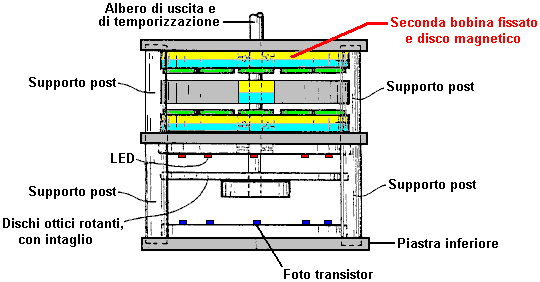 Albero di uscita e
di temporizzazione
Seconda bobina fissato
e disco magnetico
Supporto post
Supporto post
LED
Supporto post
Supporto post
Dischi ottici rotanti,
con intaglio
Piastra inferiore
Foto transistor